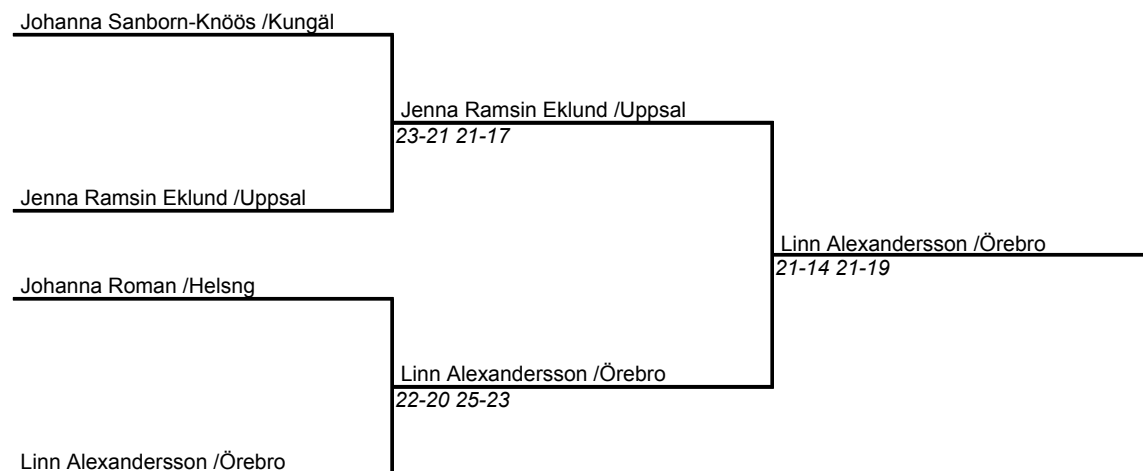 Johanna Sanborn-Knöös /Kungäl
Jenna Ramsin Eklund /Uppsal
23-21 21-17
Jenna Ramsin Eklund /Uppsal
Linn Alexandersson /Örebro
21-14 21-19
Johanna Roman /Helsng
Linn Alexandersson /Örebro
22-20 25-23
Linn Alexandersson /Örebro